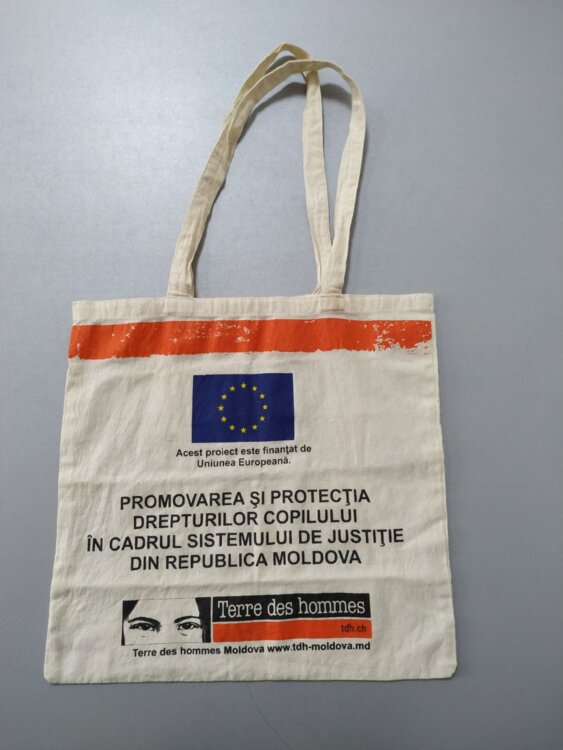 Acest proiect este finanţat de
Uniunea Europeană.
PROMOVAREA ŞI PROTECŢIA
DREPTURILOR COPILULUI
ÎN CADRUL SISTEMULUI DE JUSTIŢIE
DIN REPUBLICA MOLDOVA
Terre des hommes
tdh.ch
Terre des hommes Moldova www.tdh-moldova.md